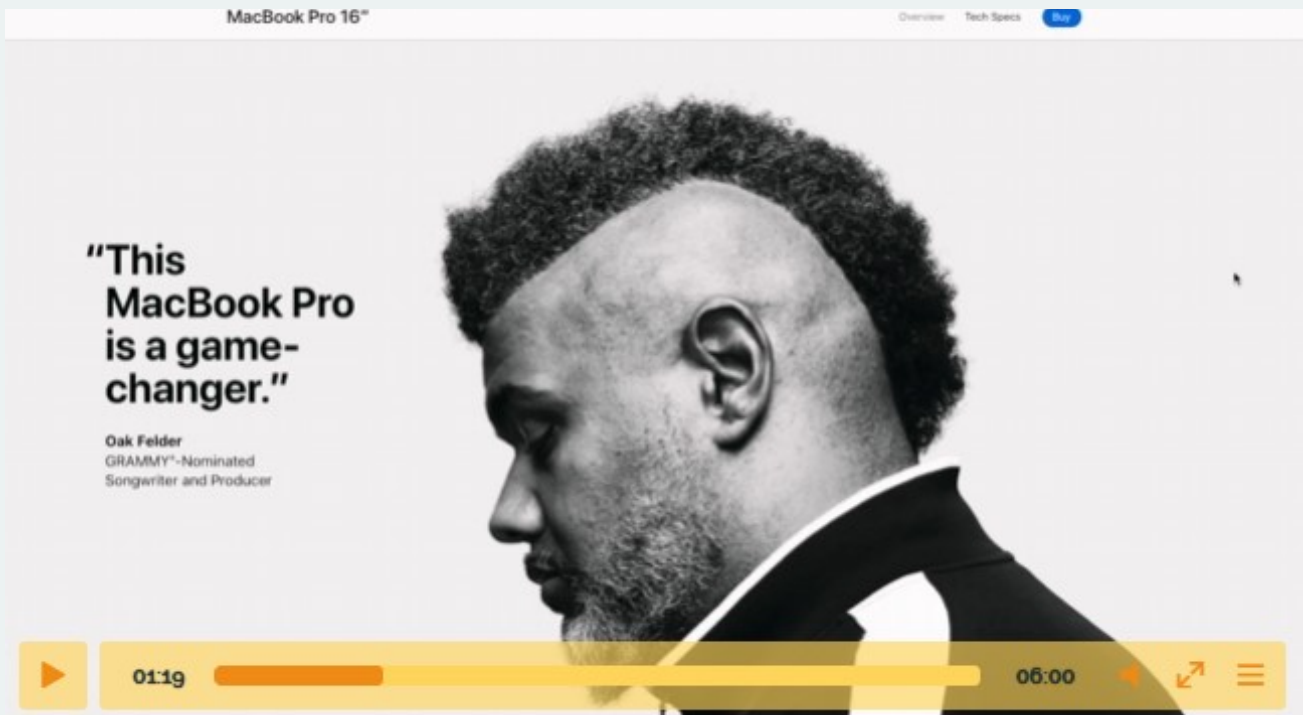 MacBook Pro 16”
Overview Tech Specs Buy
“This
MacBook Pro
is a game-
changer.”
Oak Felder
GRAMMY®-Nominated
Songwriter and Producer
01:19 06:00